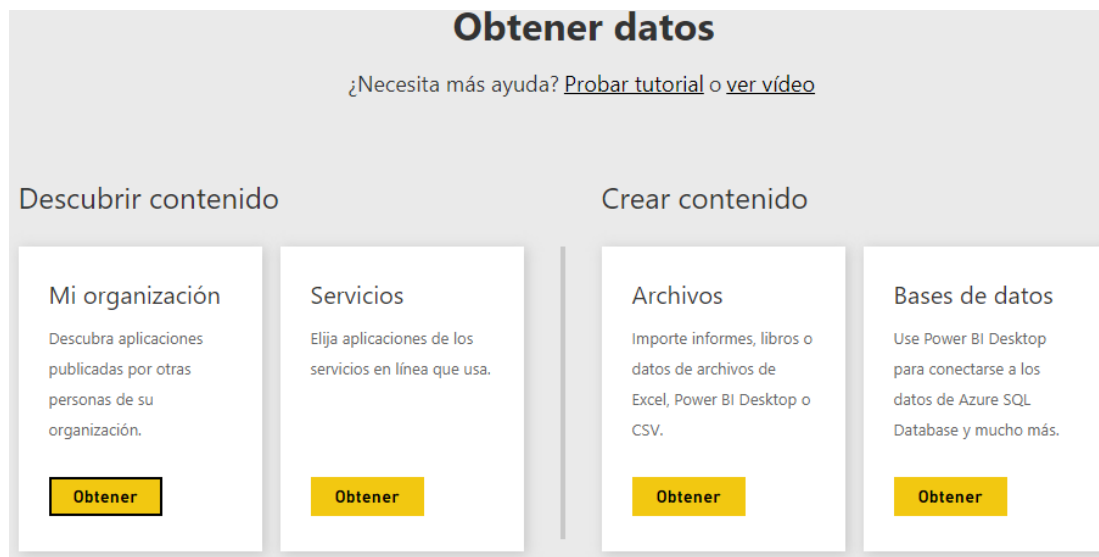 Obtener datos
¿Necesita más ayuda? Probar tutorial o ver vídeo
Descubrir contenido
Mi organización
Descubra aplicaciones
publicadas por otras
personas de su
organización.
Obtener
Servicios
Elija aplicaciones de los
servicios en línea que usa.
Obtener
Crear contenido
Archivos
Importe informes, libros o
datos de archivos de
Excel, Power BI Desktop o
CSV.
Obtener
Bases de datos
Use Power BI Desktop
para conectarse a los
datos de Azure SQL
Database y mucho más.
Obtener